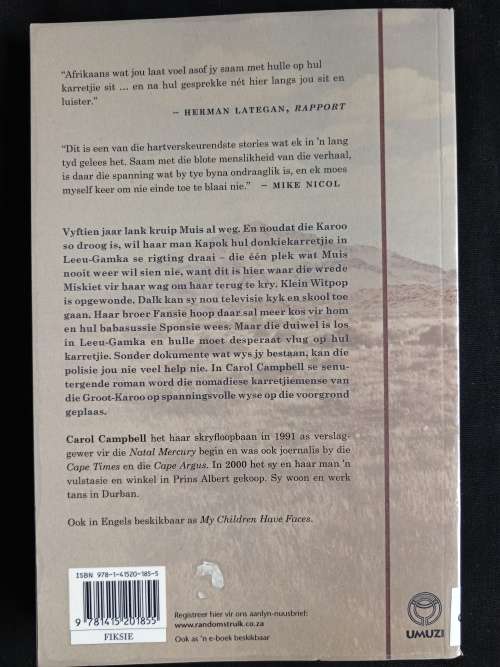 “Afrikaans wat jou laat voel asof jy saam met hulle op hul
karretjie sit ... en na hul gesprekke nét hier langs jou sit en
luister.”
– HERMAN LATEGAN, RAPPORT
“Dit is een van die hartverskeurendste stories wat ek in ’n lang
tyd gelees het. Saam met die blote menslikheid van die verhaal,
is daar die spanning wat by tye byna ondraaglik is, en ek moes
myself keer om nie einde toe te blaai nie.” – MIKE NICOL
Vyftien jaar lank kruip Muis al weg. En noudat die Karoo
so droog is, wil haar man Kapok hul donkiekarretjie in
Leeu-Gamka se rigting draai – die één plek wat Muis
nooit weer wil sien nie, want dit is hier waar die wrede
Miskiet vir haar wag om haar terug te kry. Klein Witpop
is opgewonde. Dalk kan sy nou televisie kyk en skool toe
gaan. Haar broer Fansie hoop daar sal meer kos vir hom
en hul babasussie Sponsie wees. Maar die duiwel is los
in Leeu-Gamka en hulle moet desperaat vlug op hul
karretjie. Sonder dokumente wat wys jy bestaan, kan die
polisie jou nie veel help nie. In Carol Campbell se senu-
tergende roman word die nomadiese karretjiemense van
die Groot-Karoo op spanningsvolle wyse op die voorgrond
geplaas.
Carol Campbell het haar skryfloopbaan in 1991 as verslag-
gewer vir die Natal Mercury begin en was ook joernalis by die
Cape Times en die Cape Argus. In 2000 het sy en haar man ’n
vulstasie en winkel in Prins Albert gekoop. Sy woon en werk
tans in Durban.
Ook in Engels beskikbaar as My Children Have Faces.
ISBN 978-1-41520-185-5
9 781415 201855
FIKSIE
Registreer hier vir ons aanlyn-nuusbrief:
www.randomstruik.co.za
Ook as ’n e-boek beskikbaar
UMUZI